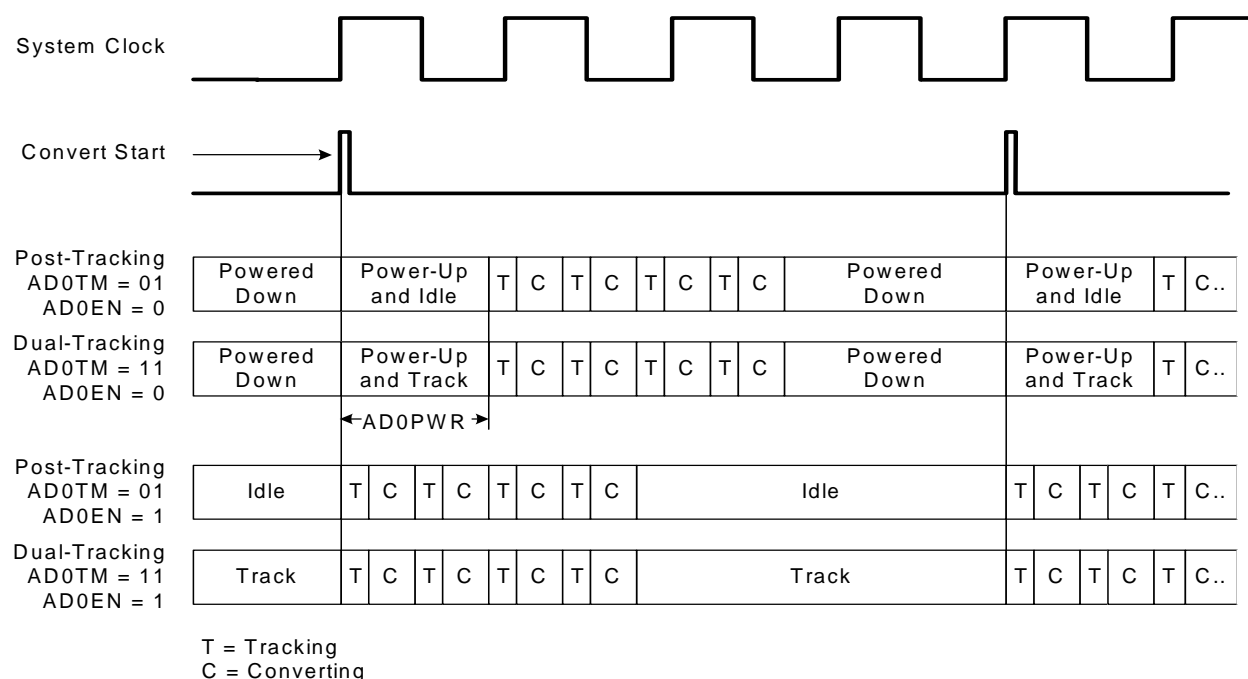 System Clock
Convert Start
Post-Tracking
AD0TM = 01
AD0EN = 0
Powered
Down
Power-Up
and Idle
T C T C T C T C
Powered
Down
Power-Up
and Idle
T C..
Dual-Tracking
AD0TM = 11
AD0EN = 0
Powered
Down
Power-Up
and Track
T C T C T C T C
Powered
Down
Power-Up
and Track
T C..
AD0PWR
Post-Tracking
AD0TM = 01
AD0EN = 1
Idle T C T C T C T C Idle T C T C T C..
Dual-Tracking
AD0TM = 11
AD0EN = 1
Track T C T C T C T C Track T C T C T C..
T = Tracking
C = Converting